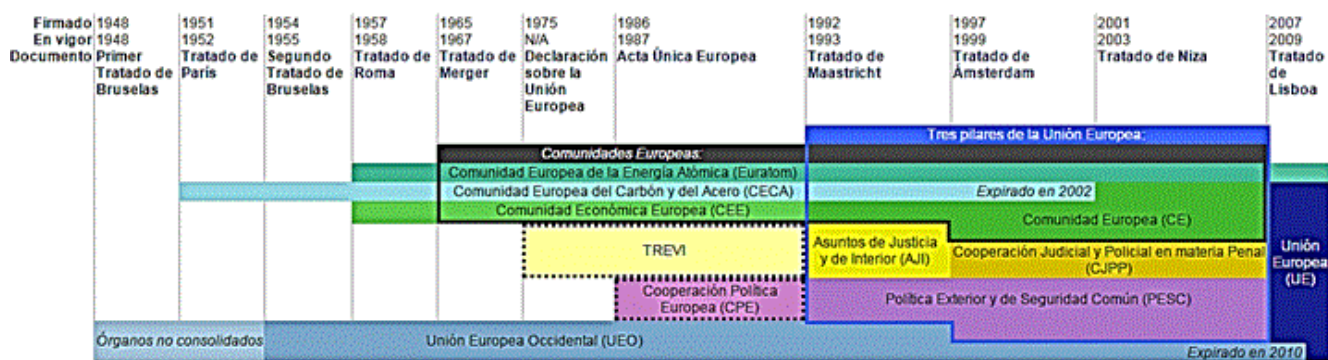 Firmado 1948 1951 1954 1957 1965 1975 1986 1992 1997 2001 2007
En vigor 1948 1952 1955 1958 1967 N/A 1987 1993 1999 2003 2009
Documento Primer Tratado de Segundo Tratado de Tratado de Declaración Acta Única Europea Tratado de Tratado de Tratado de Niza Tratado
Tratado de París Tratado de Roma Merger sobre la Maastricht Ámsterdam de
Bruselas Bruselas Unión Lisboa
Europea
Tres pilares de la Unión Europea:
Comunidades Europeas:
Comunidad Europea de la Energía Atómica (Euratom)
Comunidad Europea del Carbón y del Acero (CECA) Expirado en 2002
Comunidad Económica Europea (CEE) Comunidad Europea (CE)
TREVI
Asuntos de Justicia
y de Interior (AJI)
Cooperación Judicial y Policial en materia Penal
(CJPP)
Unión
Europea
(UE)
Cooperación Política
Europea (CPE)
Política Exterior y de Seguridad Común (PESC)
Órganos no consolidados Unión Europea Occidental (UEO)
Expirado en 2010